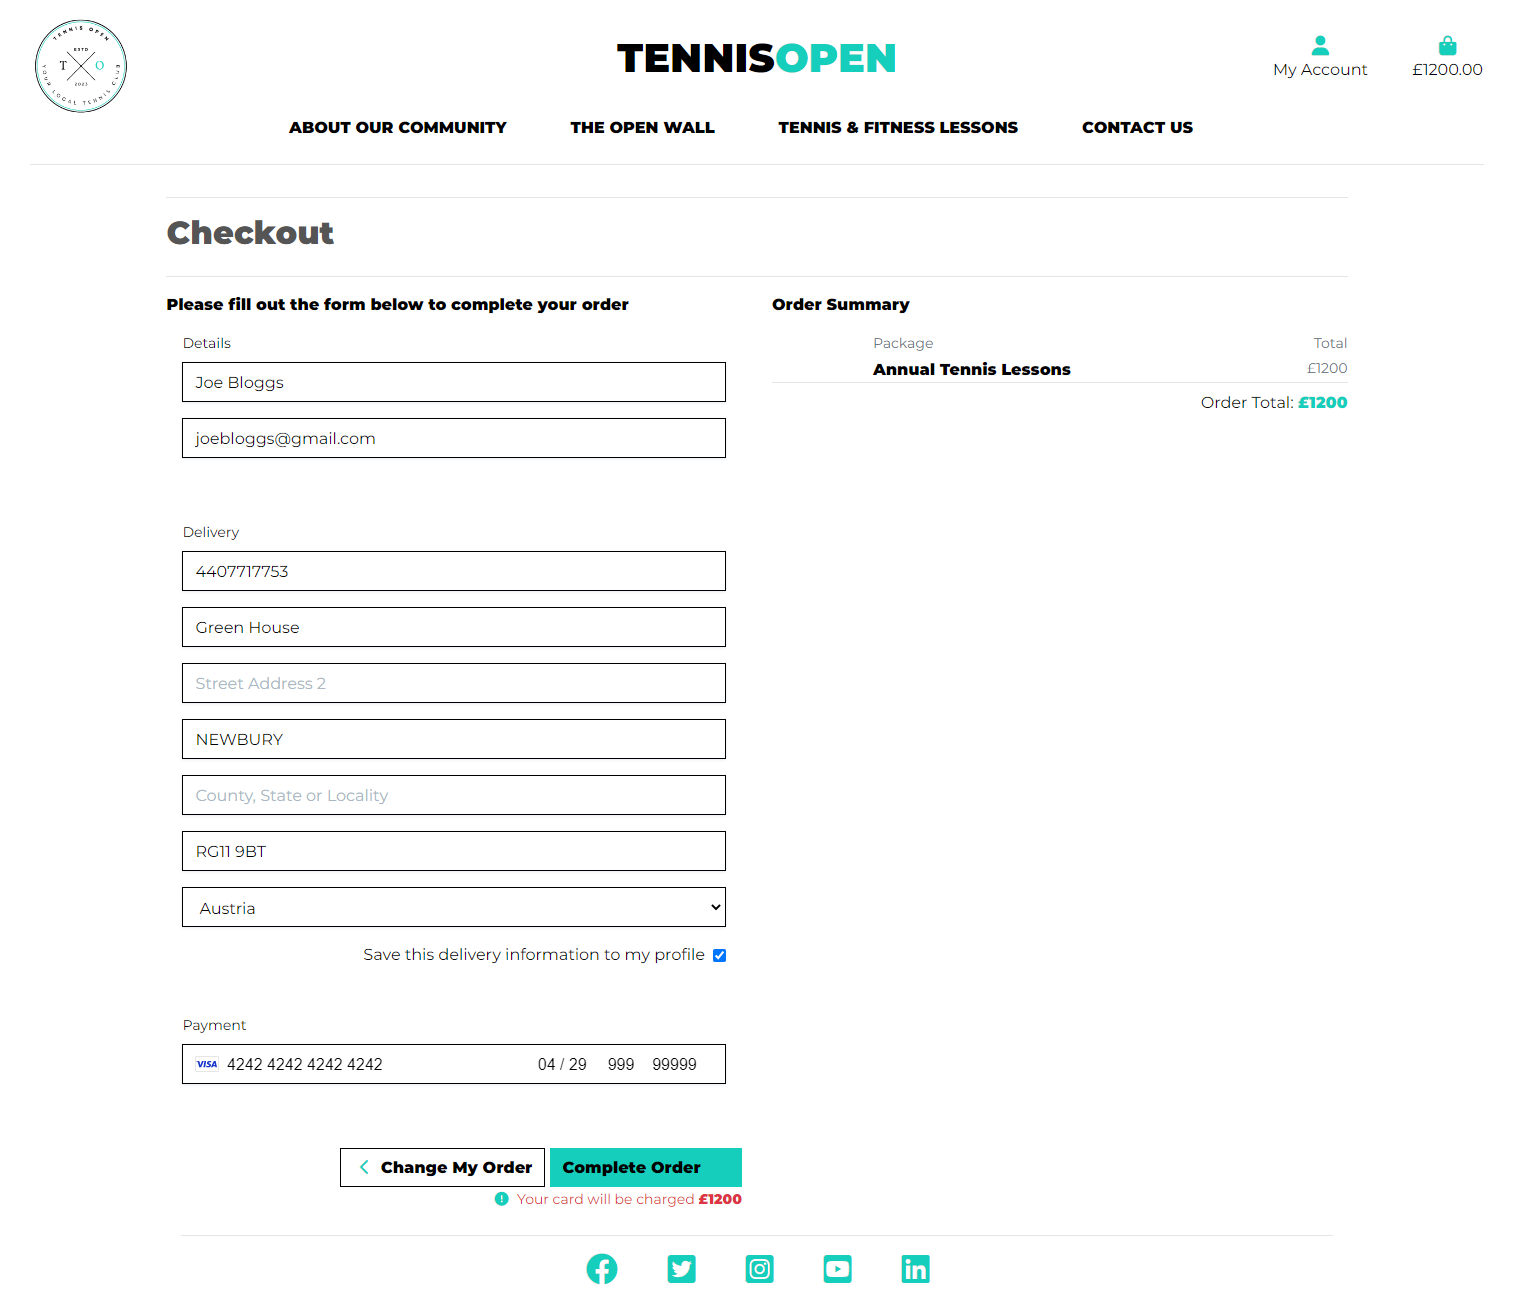 TENNIS OPEN
ESTD
T O
2023
YOUR LOCAL TENNIS CLUB
TENNISOPEN
My Account
£1200.00
ABOUT OUR COMMUNITY THE OPEN WALL TENNIS & FITNESS LESSONS CONTACT US
Checkout
Please fill out the form below to complete your order
Details
Joe Bloggs
joebloggs@gmail.com
Delivery
4407717753
Green House
Street Address 2
NEWBURY
County, State or Locality
RG11 9BT
Austria
Save this delivery information to my profile
Payment
VISA 4242 4242 4242 4242 04 / 29 999 99999
Change My Order Complete Order
Your card will be charged £1200
Order Summary
Package Total
Annual Tennis Lessons £1200
Order Total: £1200